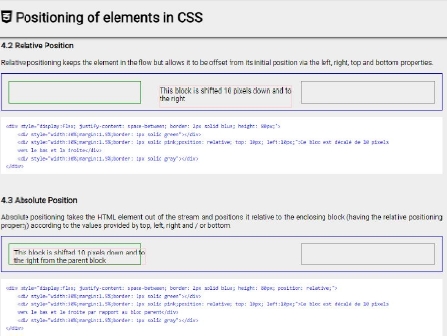 Positioning of elements in CSS
4.2 Relative Position
Relative positioning keeps the element in the flow but allows it to be offset from its initial position via the left, right, top and bottom properties.
This block is shifted 10 pixels down and to
the right
<div style="display:flex; justify-content: space-between; border: 1px solid blue; height: 80px;">
<div style="width:30%;margin:1.5%;border: 1px solid green"></div>
<div style="width:30%;margin:1.5%;border: 1px solid pink;position: relative; top: 10px; left:10px">Ce bloc est décalé de 10 pixels
vers le bas et la droite</div>
<div style="width:30%;margin:1.5%;border: 1px solid gray"></div>
</div>
4.3 Absolute Position
Absolute positioning takes the HTML element out of the stream and positions it relative to the enclosing block (having the relative positioning
property) according to the values provided by top, left, right and / or bottom
This block is shifted 10 pixels down and to
the right from the parent block
<div style="display:flex; justify-content: space-between; border: 1px solid blue; height: 80px; position: relative;">
<div style="width:30%;margin:1.5%;border: 1px solid green"></div>
<div style="width:30%;margin:1.5%;border: 1px solid pink;position: absolute; top: 10px; left:10px">Ce bloc est décalé de 10 pixels
vers le bas et la droite par rapport au bloc parent</div>
<div style="width:30%;margin:1.5%;border: 1px solid gray"></div>
</div>